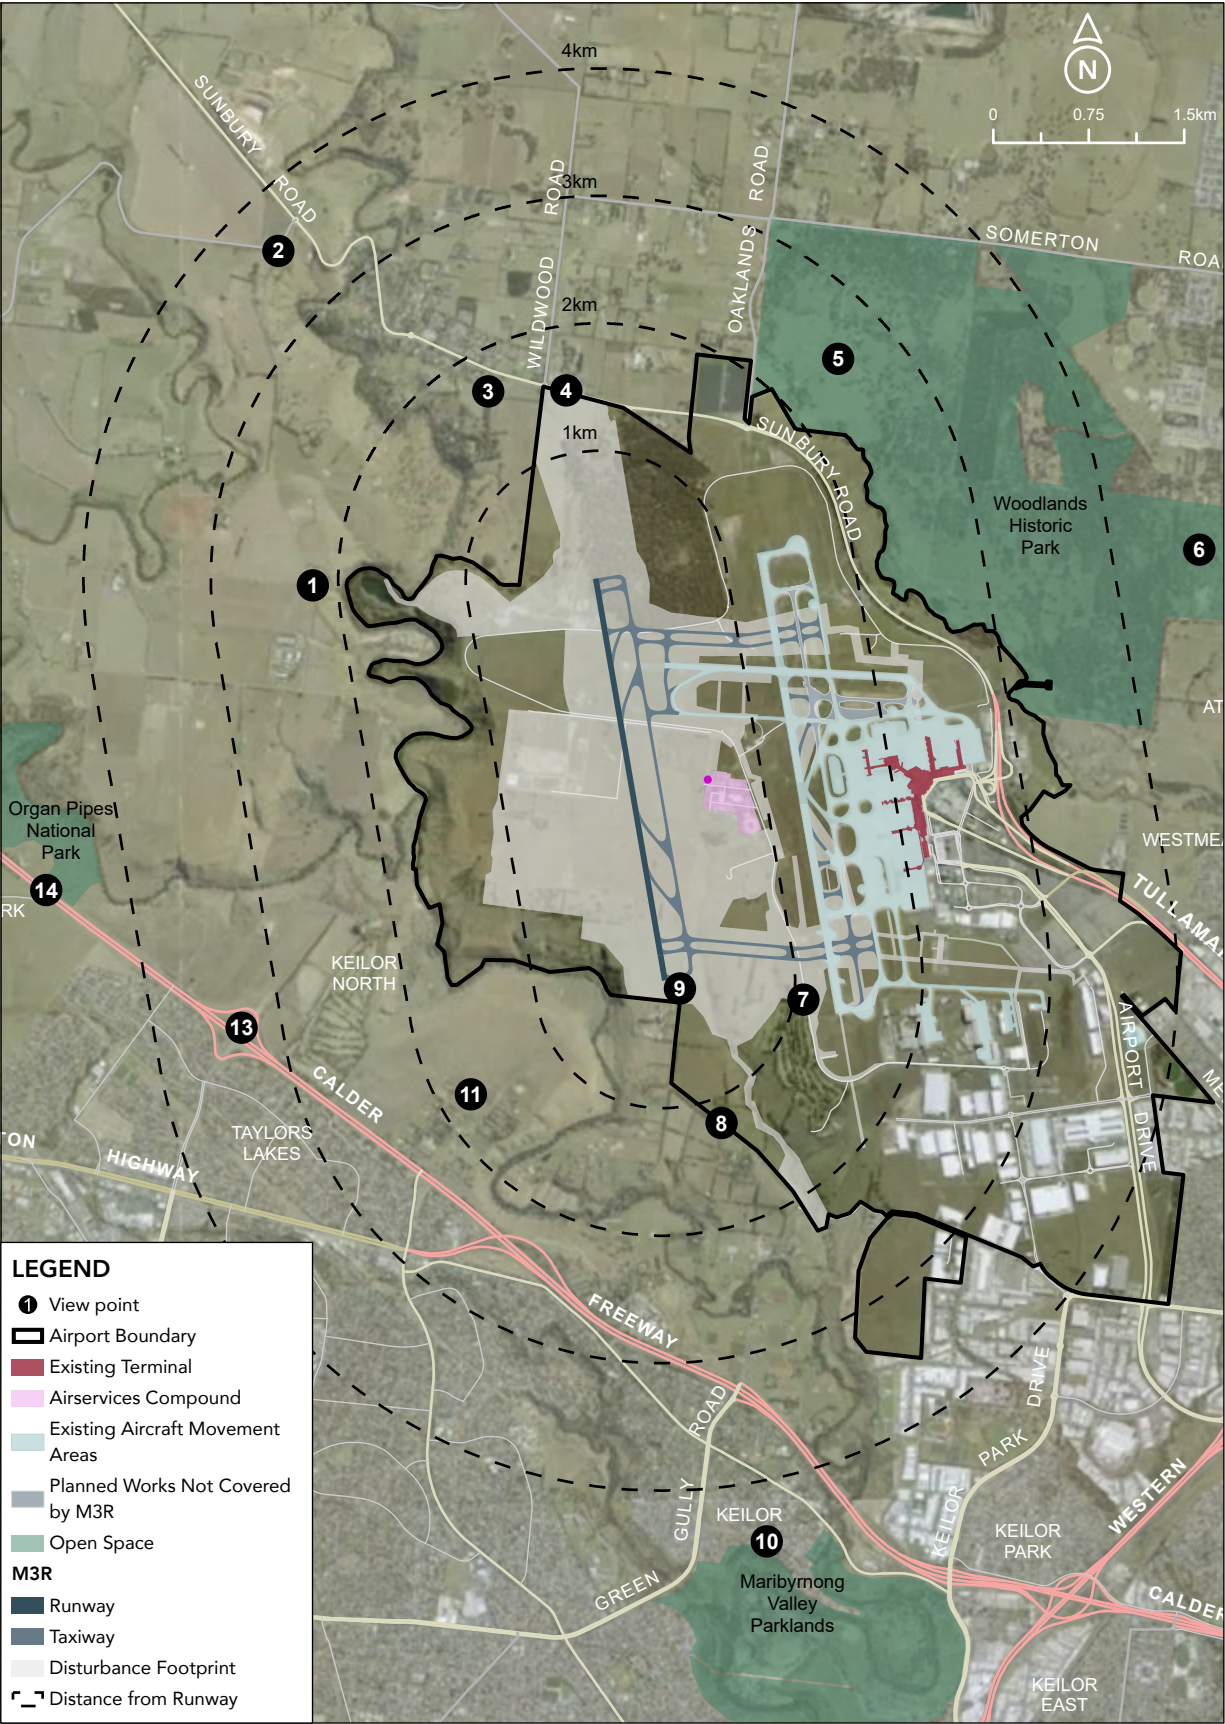 4km
N
0 0.75 1.5km
SUNBURY
ROAD
ROAD
3km
ROAD
2
SOMERTON
ROA
WILDWOOD
OAKLANDS
2km
5
3
4
1km
SUNBURY ROAD
Woodlands
Historic
Park
6
1
AT
Organ Pipes
National
Park
WESTME
14
RK
TULLAMA
KEILOR
NORTH
9
7
13
AIRPORT
DRIVE
CALDER
11
ME
8
TAYLORS
LAKES
TON
HIGHWAY
FREEWAY
ROAD
GULLY
GREEN
DRIVE
PARK
KEILOR
WESTERN
KEILOR
10
KEILOR
PARK
Maribyrnong
Valley
Parklands
CALDER
KEILOR
EAST
LEGEND
1 View point
Airport Boundary
Existing Terminal
Airservices Compound
Existing Aircraft Movement
Areas
Planned Works Not Covered
by M3R
Open Space
M3R
Runway
Taxiway
Disturbance Footprint
Distance from Runway